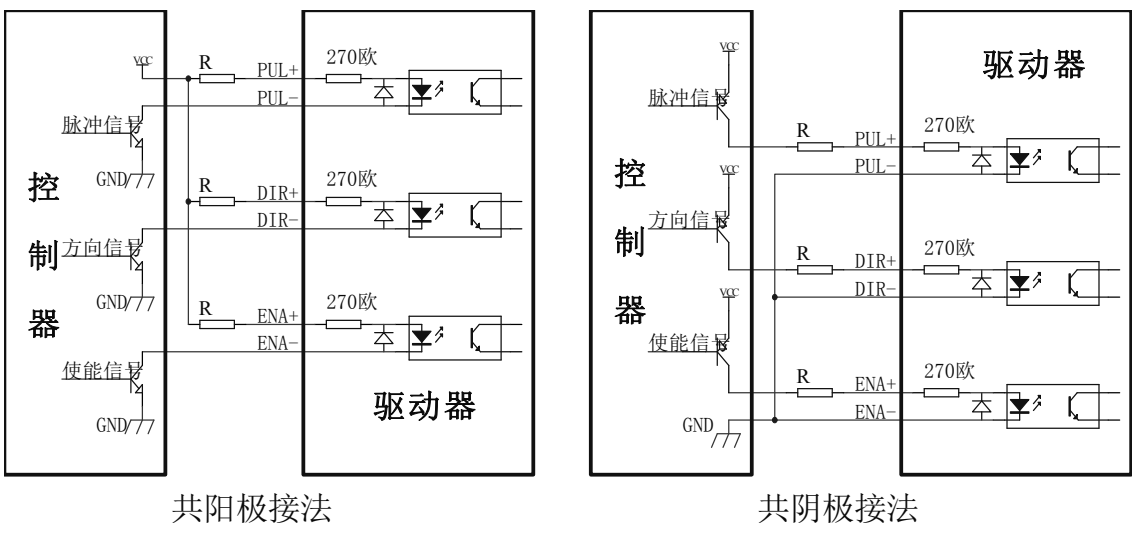 VCC
R
PUL+
270欧
PUL-
脉冲信号
GND
R
DIR+
270欧
DIR-
方向信号
GND
R
ENA+
270欧
ENA-
使能信号
GND
控制器
驱动器
共阳极接法
VCC
脉冲信号
R
PUL+
270欧
PUL-
VCC
方向信号
R
DIR+
270欧
DIR-
VCC
使能信号
R
ENA+
270欧
ENA-
GND
控制器
驱动器
共阴极接法